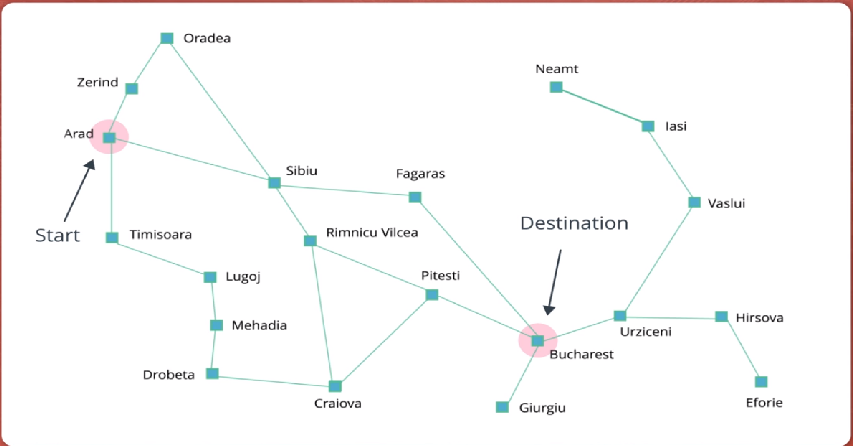 Oradea
Neamt
Zerind
Iasi
Arad
Sibiu
Fagaras
Vaslui
Start
Timisoara
Rimnicu Vilcea
Destination
Lugoj
Pitesti
Mehadia
Urziceni
Hirsova
Bucharest
Drobeta
Craiova
Giurgiu
Eforie